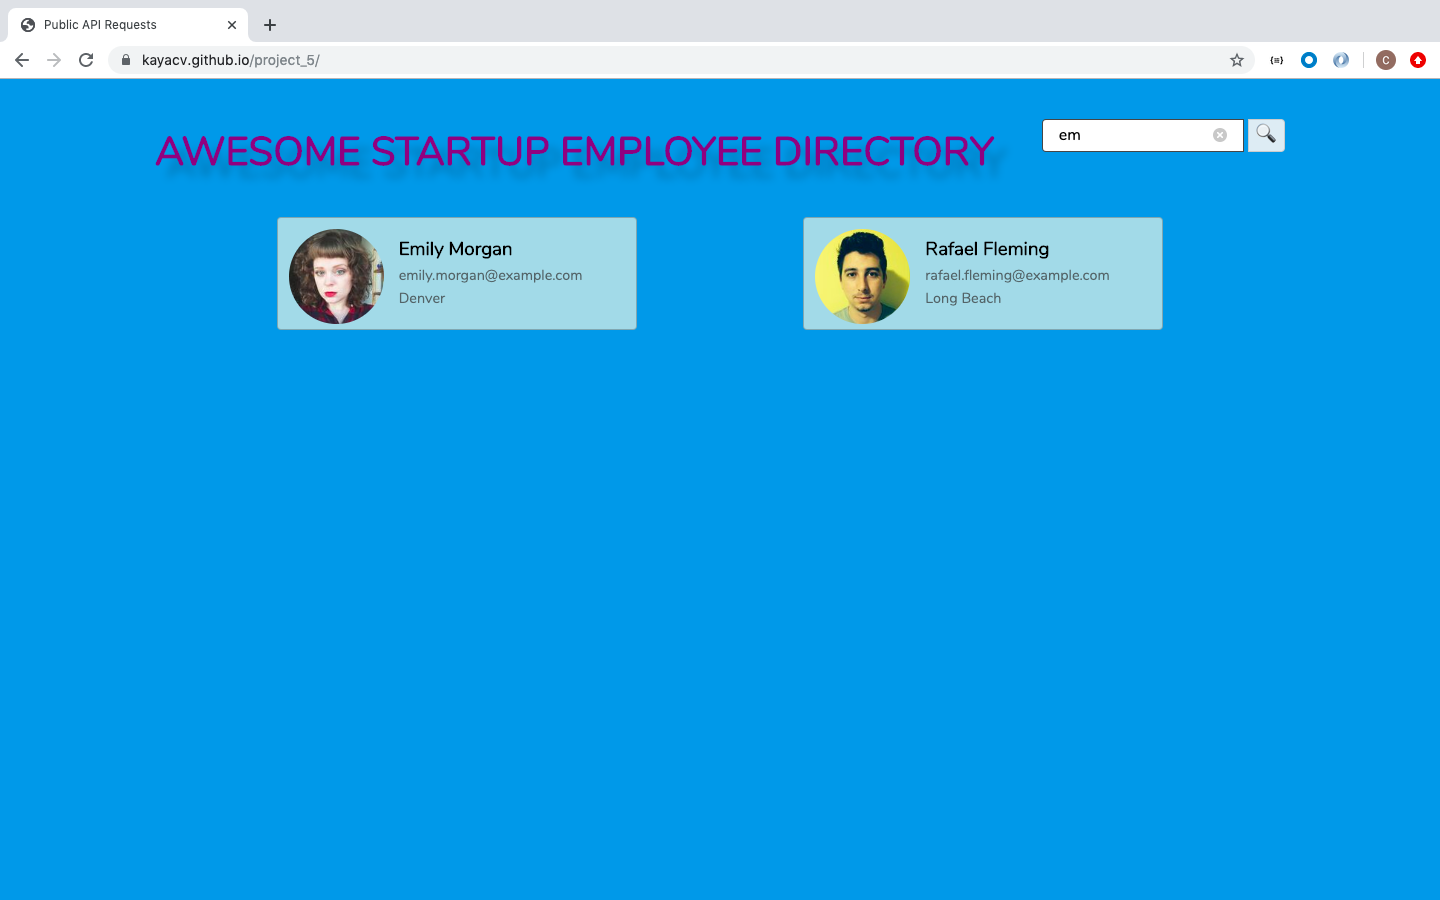 Public API Requests
kayacv.github.io/project_5/
{≡}
C
AWESOME STARTUP EMPLOYEE DIRECTORY
em
Emily Morgan
emily.morgan@example.com
Denver
Rafael Fleming
rafael.fleming@example.com
Long Beach